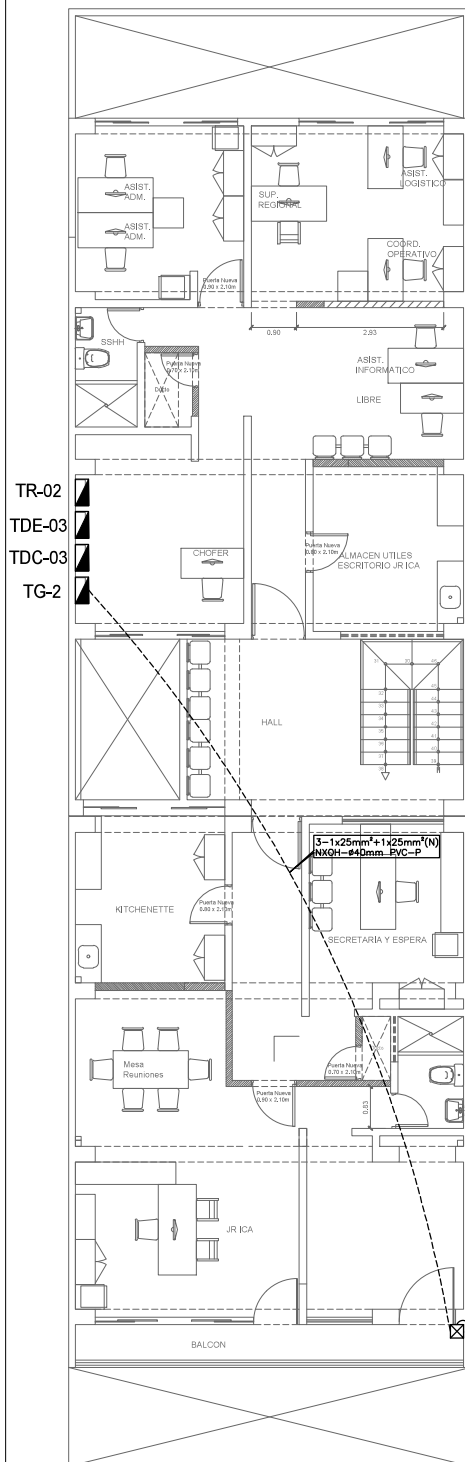 ASIST.
ADM.
ASIST.
ADM.
SUP.
REGIONAL
ASIST.
LOGISTICO
COORD.
OPERATIVO
Puerta Nueva
0.90 x 2.10m
0.90
2.93
SSHH
Puerta Nueva
0.70 x 2.10m
Ducto
ASIST.
INFORMATICO
LIBRE
TR-02
TDE-03
TDC-03
TG-2
CHOFER
Puerta Nueva
0.80 x 2.10m
ALMACEN UTILES
ESCRITORIO JR ICA
HALL
3-1x25mm²+1x25mm²(N)
NXOH-ø40mm PVC-P
KITCHENETTE
Puerta Nueva
0.80 x 2.10m
SECRETARIA Y ESPERA
Mesa
Reuniones
Puerta Nueva
0.70 x 2.10m
Puerta Nueva
0.90 x 2.10m
0.83
JR ICA
BALCON